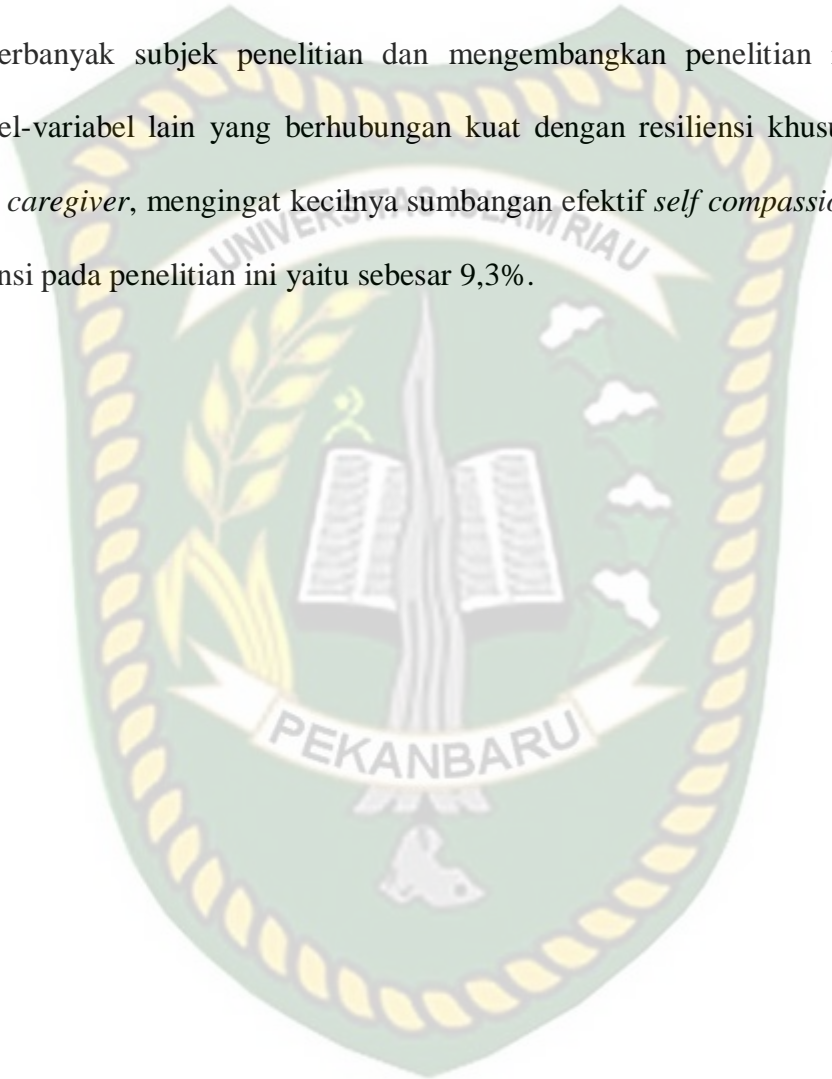 erbanyak subjek penelitian dan mengembangkan penelitian
el-variabel lain yang berhubungan kuat dengan resiliensi khusu
caregiver, mengingat kecilnya sumbangan efektif self compassio
nsi pada penelitian ini yaitu sebesar 9,3%.
UNIVERSITAS ISLAM RIAU
PEKANBARU